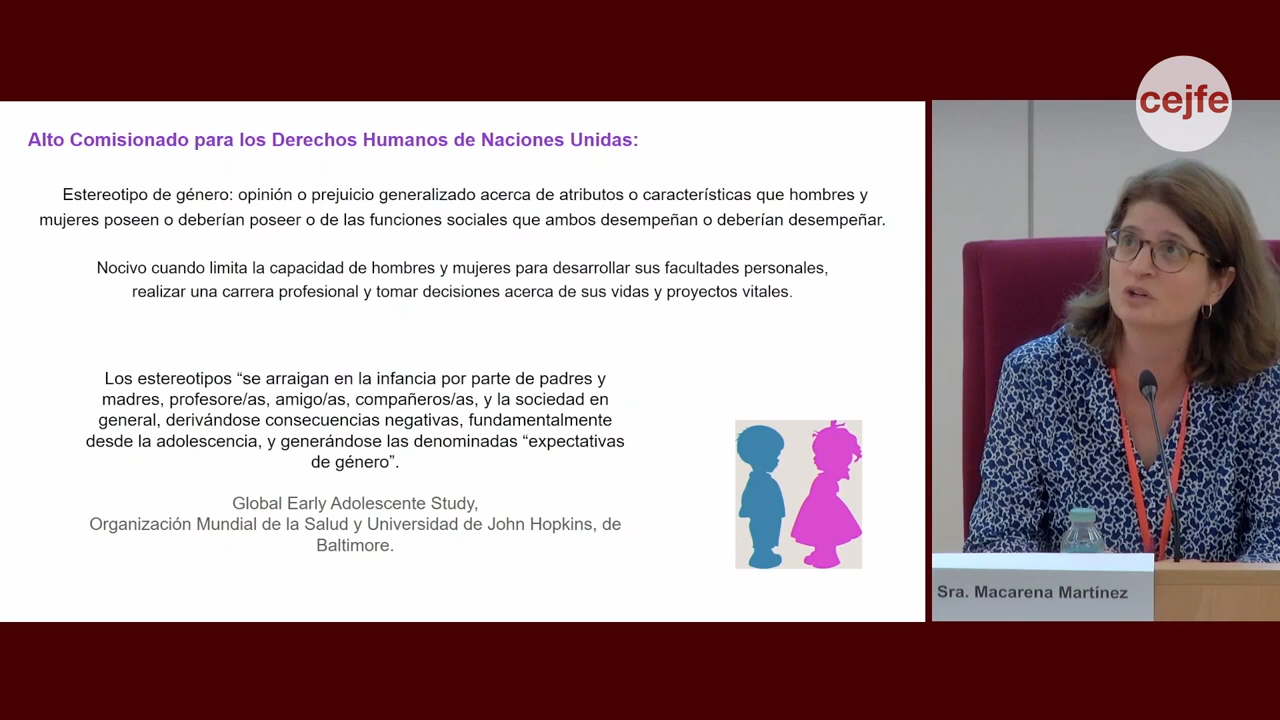 cejfe
Alto Comisionado para los Derechos Humanos de Naciones Unidas:
Estereotipo de género: opinión o prejuicio generalizado acerca de atributos o características que hombres y
mujeres poseen o deberían poseer o de las funciones sociales que ambos desempeñan o deberían desempeñar.
Nocivo cuando limita la capacidad de hombres y mujeres para desarrollar sus facultades personales,
realizar una carrera profesional y tomar decisiones acerca de sus vidas y proyectos vitales.
Los estereotipos “se arraigan en la infancia por parte de padres y
madres, profesore/as, amigo/as, compañeros/as, y la sociedad en
general, derivándose consecuencias negativas, fundamentalmente
desde la adolescencia, y generándose las denominadas “expectativas
de género”.
Global Early Adolescente Study,
Organización Mundial de la Salud y Universidad de John Hopkins, de
Baltimore.
Sra. Macarena Martínez